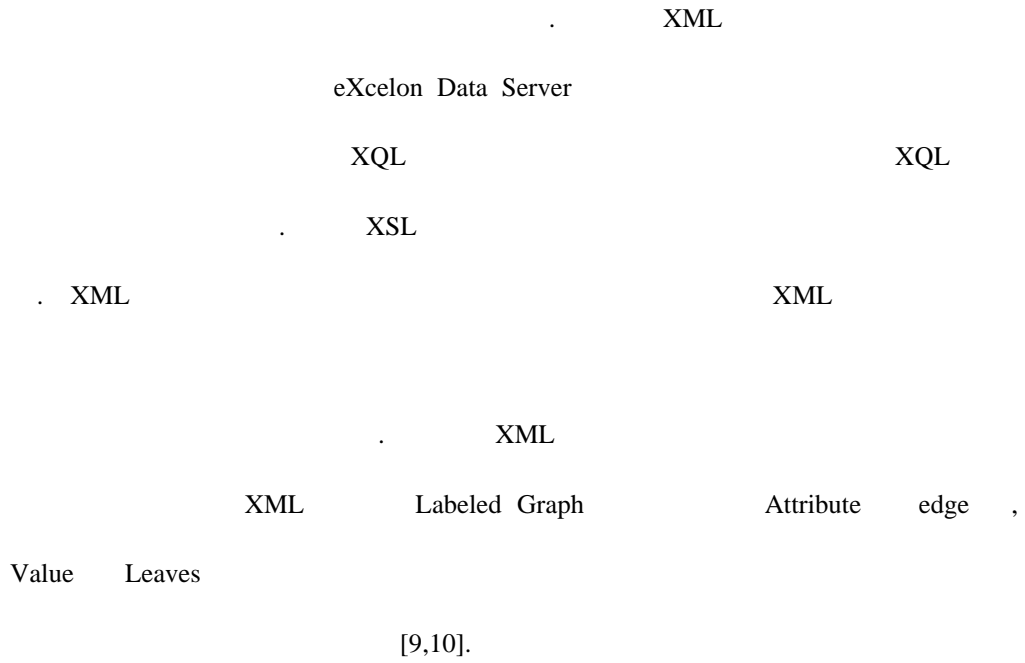 . XML
eXcelon Data Server
XQL XQL
. XSL
. XML XML
. XML
XML Labeled Graph Attribute edge ,
Value Leaves
[9,10].